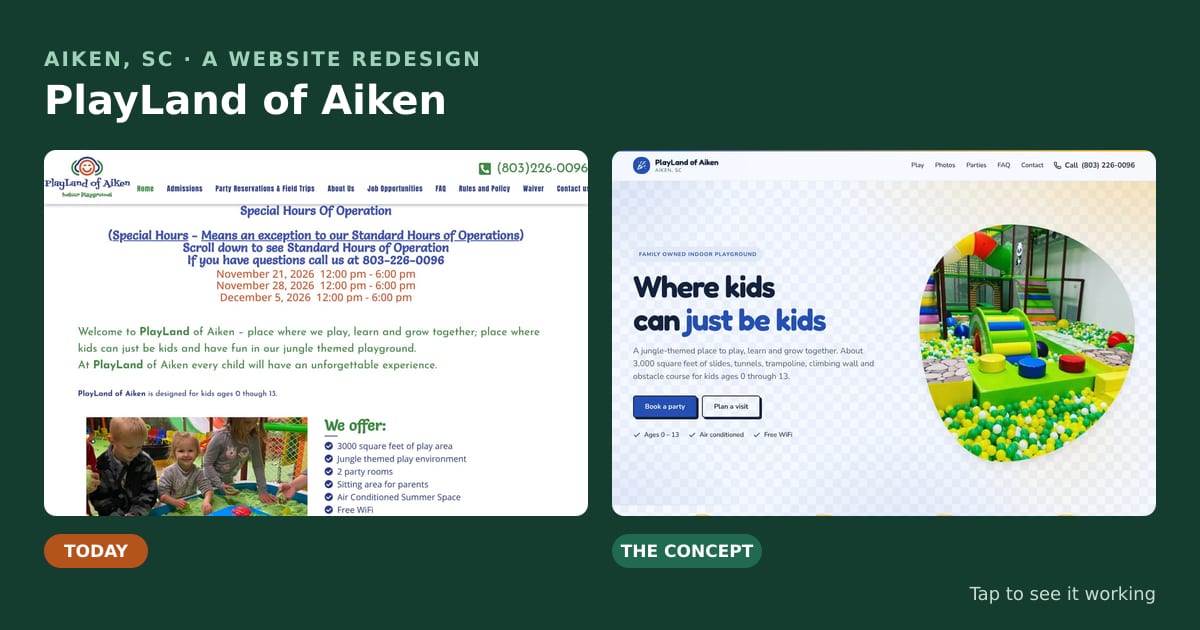 AIKEN, SC · A WEBSITE REDESIGN
PlayLand of Aiken
PlayLand of Aiken
Indoor Playground
(803)226-0096
Home Admissions Party Reservations & Field Trips About Us Job Opportunities FAQ Rules and Policy Waiver Contact us
Special Hours Of Operation
(Special Hours - Means an exception to our Standard Hours of Operations)
Scroll down to see Standard Hours of Operation
If you have questions call us at 803-226-0096
November 21, 2026 12:00 pm - 6:00 pm
November 28, 2026 12:00 pm - 6:00 pm
December 5, 2026 12:00 pm - 6:00 pm
Welcome to PlayLand of Aiken – place where we play, learn and grow together; place where
kids can just be kids and have fun in our jungle themed playground.
At PlayLand of Aiken every child will have an unforgettable experience.
PlayLand of Aiken is designed for kids ages 0 though 13.
We offer:
3000 square feet of play area
Jungle themed play environment
2 party rooms
Sitting area for parents
Air Conditioned Summer Space
Free WiFi
PlayLand of Aiken
AIKEN, SC
Play Photos Parties FAQ Contact Call (803) 226-0096
FAMILY OWNED INDOOR PLAYGROUND
Where kids
can just be kids
A jungle-themed place to play, learn and grow together. About
3,000 square feet of slides, tunnels, trampoline, climbing wall and
obstacle course for kids ages 0 through 13.
Book a party Plan a visit
Ages 0 – 13 Air conditioned Free WiFi
TODAY
THE CONCEPT
Tap to see it working